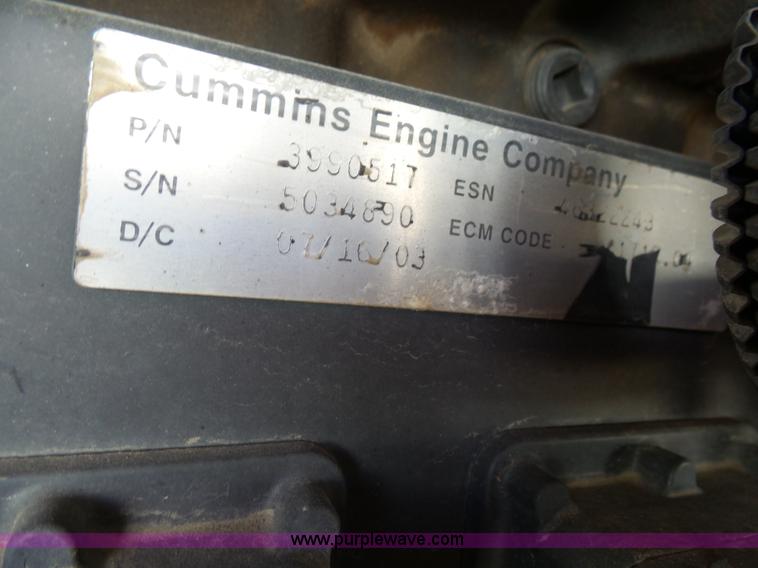 Cummins Engine Company
P/N 3990517 ESN
S/N 5034890 ECM CODE
D/C 07/16/03
www.purplewave.com